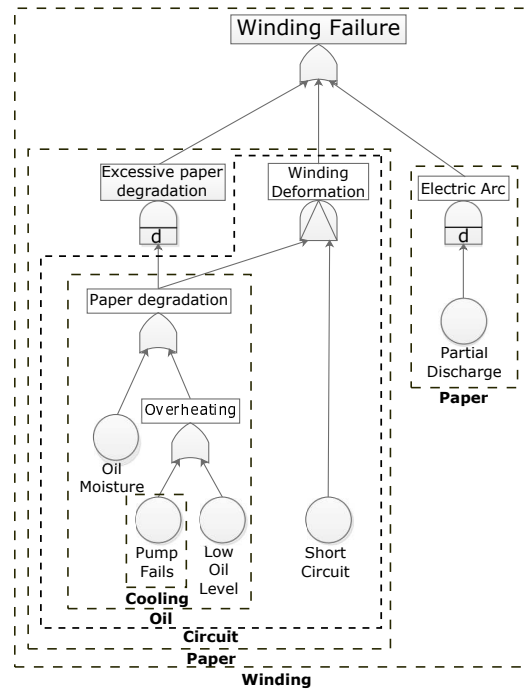 Winding Failure
Excessive paper
degradation
Winding
Deformation
Electric Arc
d
d
Paper degradation
Partial
Discharge
Paper
Overheating
Oil
Moisture
Pump
Fails
Low
Oil
Level
Short
Circuit
Cooling
Oil
Circuit
Paper
Winding